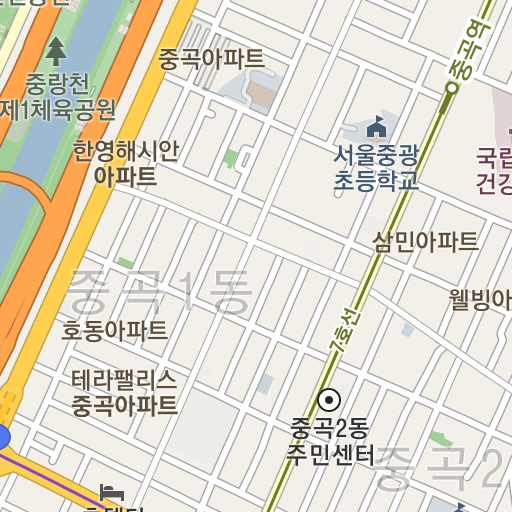 중곡아파트
중랑천
제1체육공원
중곡역
한영해시안
아파트
서울중광
초등학교
국립
건강
삼민아파트
중곡1동
웰빙아
호동아파트
7호선
테라팰리스
중곡아파트
중곡2동
주민센터
중곡2